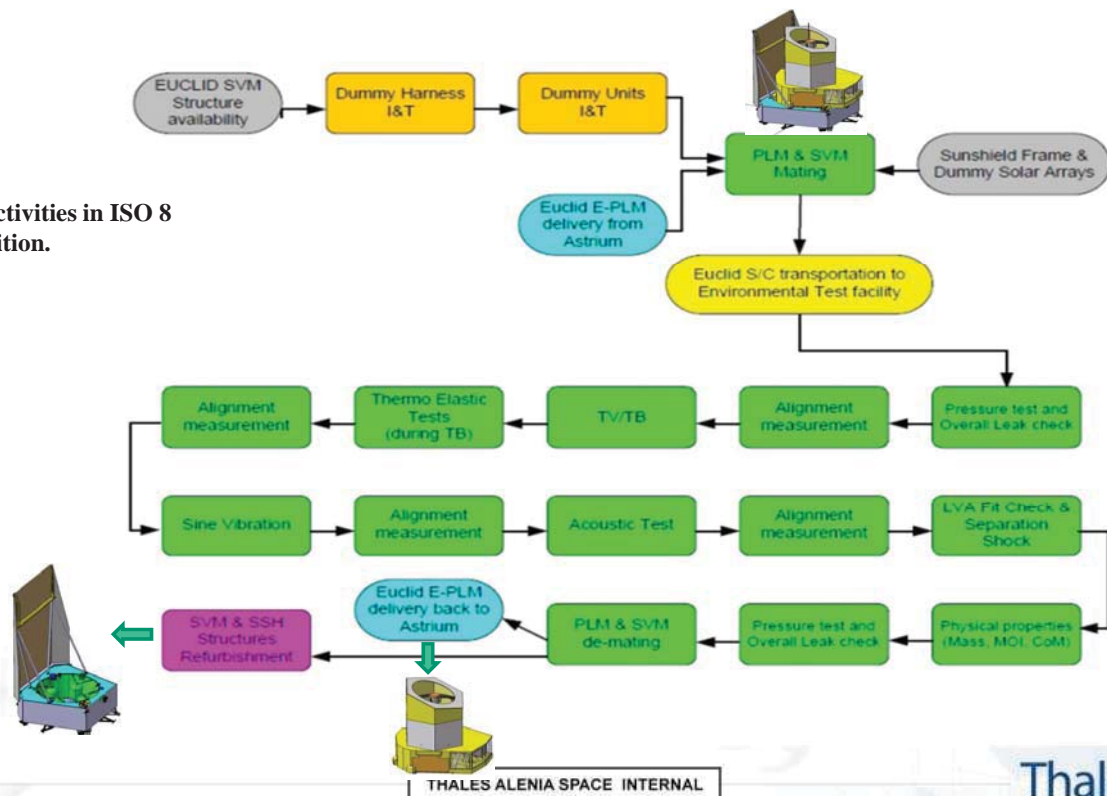 EUCLID SVM
Structure
availability
Dummy Harness
I&T
Dummy Units
I&T
PLM & SVM
Mating
Sunshield Frame &
Dummy Solar Arrays
ctivities in ISO 8
ition.
Euclid E-PLM
delivery from
Astrium
Euclid S/C transportation to
Environmental Test facility
Alignment
measurement
Thermo Elastic
Tests
(during TB)
TV/TB
Alignment
measurement
Pressure test and
Overall Leak check
Sine Vibration
Alignment
measurement
Acoustic Test
Alignment
measurement
LVA Fit Check &
Separation
Shock
SVM & SSH
Structures
Refurbishment
Euclid E-PLM
delivery back to
Astrium
PLM & SVM
de-mating
Pressure test and
Overall Leak check
Physical properties
(Mass, MOI, CoM)
THALES ALENIA SPACE INTERNAL
Thal